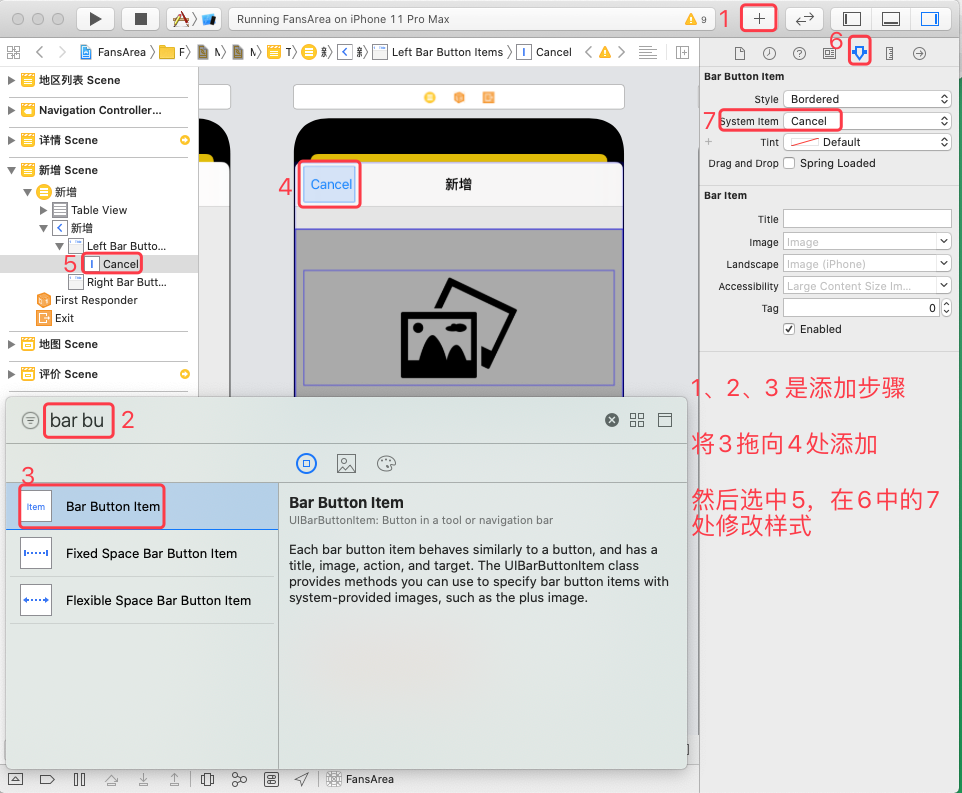 Running FansArea on iPhone 11 Pro Max
9
1
FansArea
Left Bar Button Items
Cancel
6
地区列表 Scene
Navigation Controller...
详情 Scene
新增 Scene
新增
Table View
新增
Left Bar Butto...
5
Cancel
Right Bar Butt...
First Responder
Exit
地图 Scene
评价 Scene
4
Cancel
新增
Bar Button Item
Style
Bordered
7
System Item
Cancel
Tint
Default
Drag and Drop
Spring Loaded
Bar Item
Title
Image
Image
Landscape
Image (iPhone)
Accessibility
Large Content Size Im...
Tag
0
Enabled
1、2、3 是添加步骤
将3拖向4处添加
然后选中5，在6中的7
处修改样式
bar bu
2
3
Item
Bar Button Item
Fixed Space Bar Button Item
Flexible Space Bar Button Item
Bar Button Item
UIBarButtonItem: Button in a tool or navigation bar
Each bar button item behaves similarly to a button, and has a
title, image, action, and target. The UIBarButtonItem class
provides methods you can use to specify bar button items with
system-provided images, such as the plus image.
FansArea